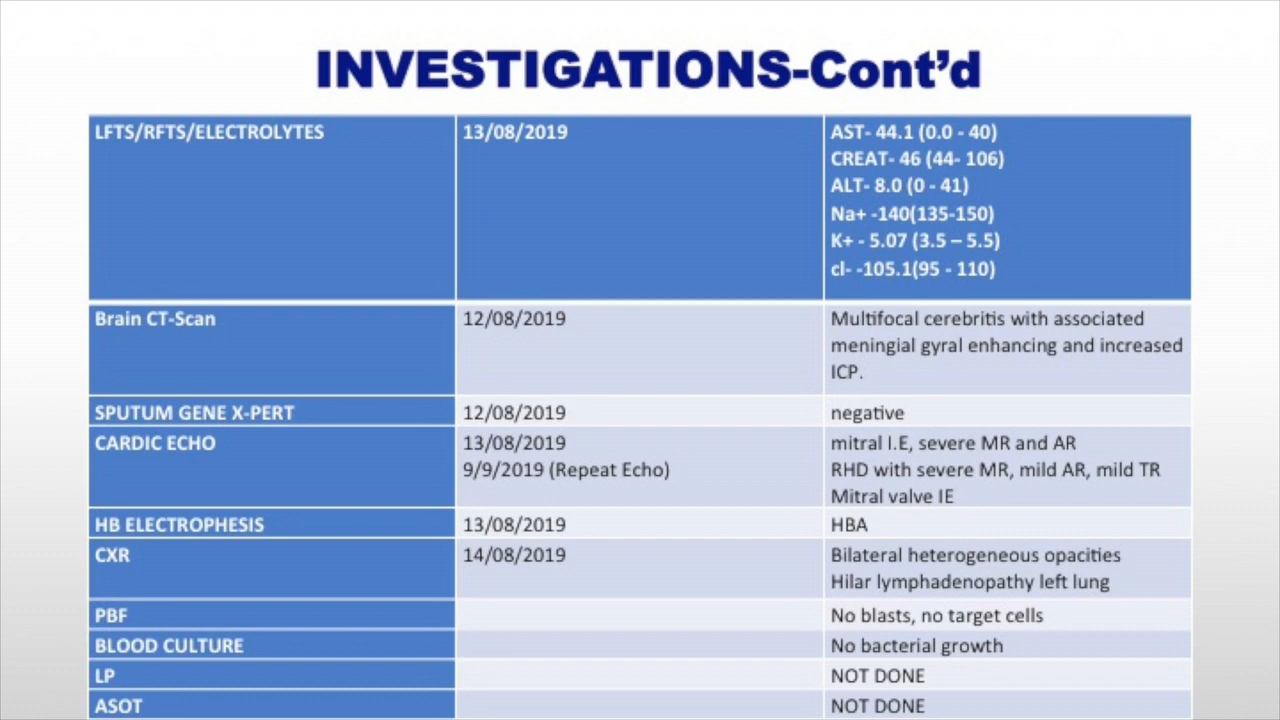 INVESTIGATIONS-Cont’d
LFTS/RFTS/ELECTROLYTES
13/08/2019
AST- 44.1 (0.0 - 40)
CREAT- 46 (44- 106)
ALT- 8.0 (0 - 41)
Na+ -140(135-150)
K+ - 5.07 (3.5 – 5.5)
cl- -105.1(95 - 110)
Brain CT-Scan
12/08/2019
Multifocal cerebritis with associated
meningial gyral enhancing and increased
ICP.
SPUTUM GENE X-PERT
12/08/2019
negative
CARDIC ECHO
13/08/2019
9/9/2019 (Repeat Echo)
mitral I.E, severe MR and AR
RHD with severe MR, mild AR, mild TR
Mitral valve IE
HB ELECTROPHESIS
13/08/2019
HBA
CXR
14/08/2019
Bilateral heterogeneous opacities
Hilar lymphadenopathy left lung
PBF
No blasts, no target cells
BLOOD CULTURE
No bacterial growth
LP
NOT DONE
ASOT
NOT DONE